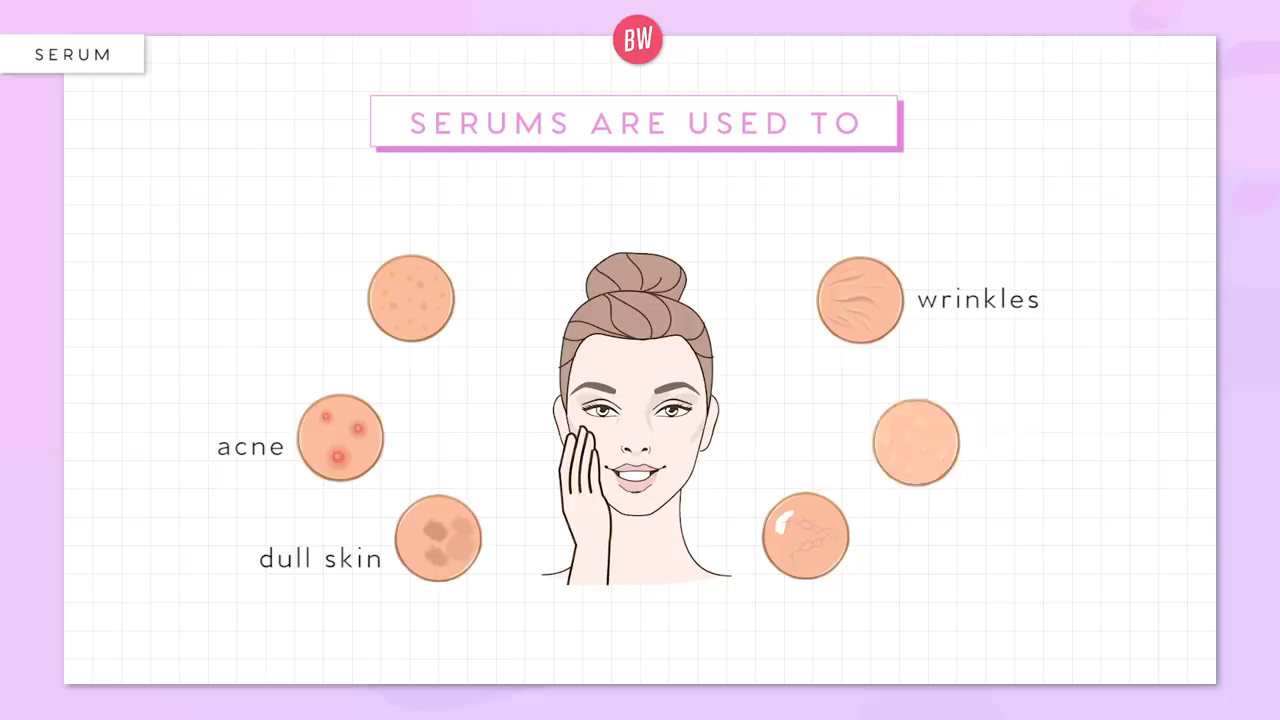 SERUM
BW
SERUMS ARE USED TO
wrinkles
acne
dull skin